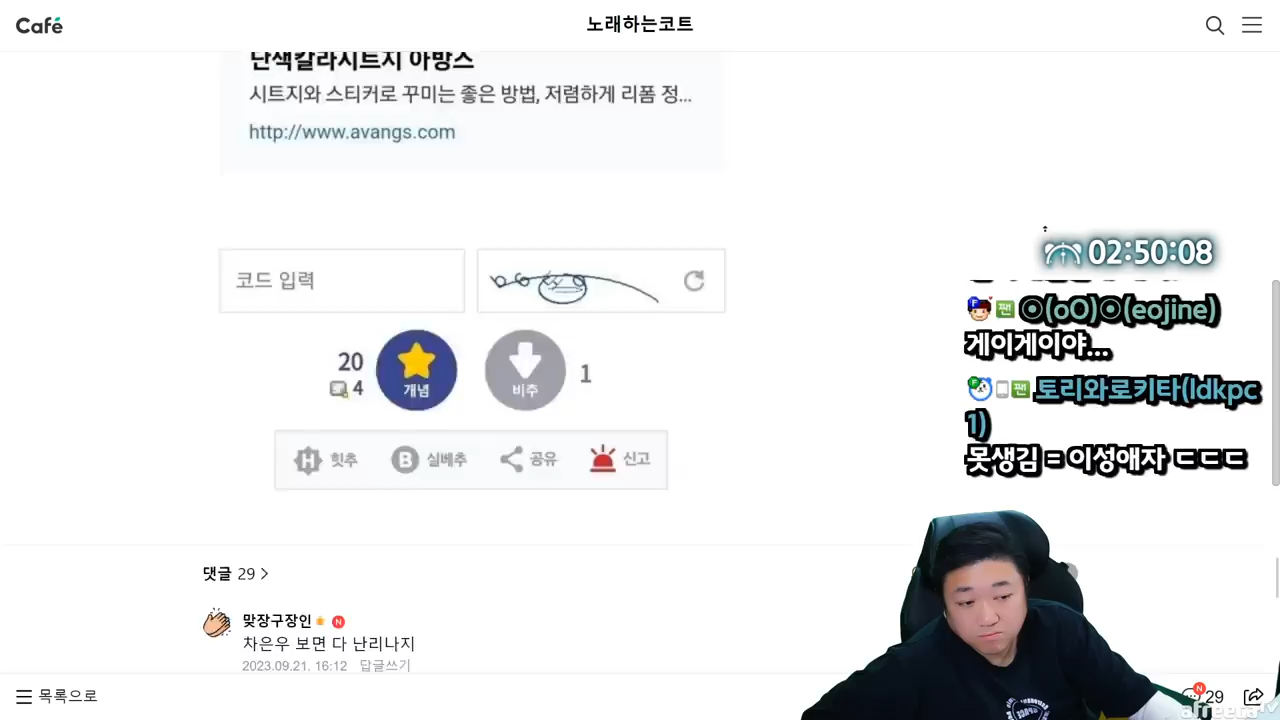 Café
노래하는코트
단색칼라시트지 아방스
시트지와 스티커로 꾸미는 좋은 방법, 저렴하게 리폼 정...
http://www.avangs.com
코드 입력
20
4
개념
비추
1
힛추
실베추
공유
신고
02:50:08
F 팬 ⊙(oO)⊙(eojine)
게이게이야...
F 팬 토리와로키타(ldkpc
1)
못생김 = 이성애자 ㄷㄷㄷ
댓글 29 >
맞장구장인 N
차은우 보면 다 난리나지
2023.09.21. 16:12 답글쓰기
목록으로
N
29
afreecaTV